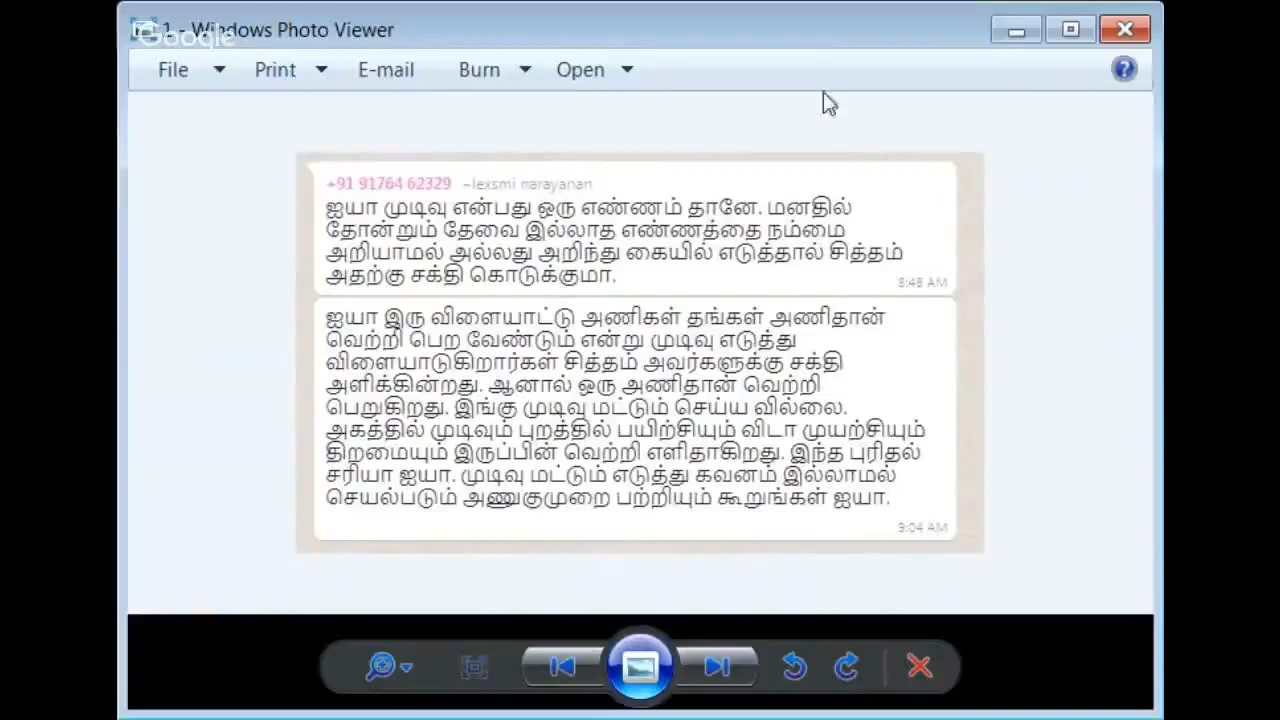 1 - Windows Photo Viewer
Google
File Print E-mail Burn Open
+91 91764 62329 ~lexsmi narayanan
ஐயா முடிவு என்பது ஒரு எண்ணம் தானே. மனதில்
தோன்றும் தேவை இல்லாத எண்ணத்தை நம்மை
அறியாமல் அல்லது அறிந்து கையில் எடுத்தால் சித்தம்
அதற்கு சக்தி கொடுக்குமா.
8:48 AM
ஐயா இரு விளையாட்டு அணிகள் தங்கள் அணிதான்
வெற்றி பெற வேண்டும் என்று முடிவு எடுத்து
விளையாடுகிறார்கள் சித்தம் அவர்களுக்கு சக்தி
அளிக்கின்றது. ஆனால் ஒரு அணிதான் வெற்றி
பெறுகிறது. இங்கு முடிவு மட்டும் செய்ய வில்லை.
அகத்தில் முடிவும் புறத்தில் பயிற்சியும் விடா முயற்சியும்
திறமையும் இருப்பின் வெற்றி எளிதாகிறது. இந்த புரிதல்
சரியா ஐயா. முடிவு மட்டும் எடுத்து கவனம் இல்லாமல்
செயல்படும் அணுகுமுறை பற்றியும் கூறுங்கள் ஐயா.
9:04 AM